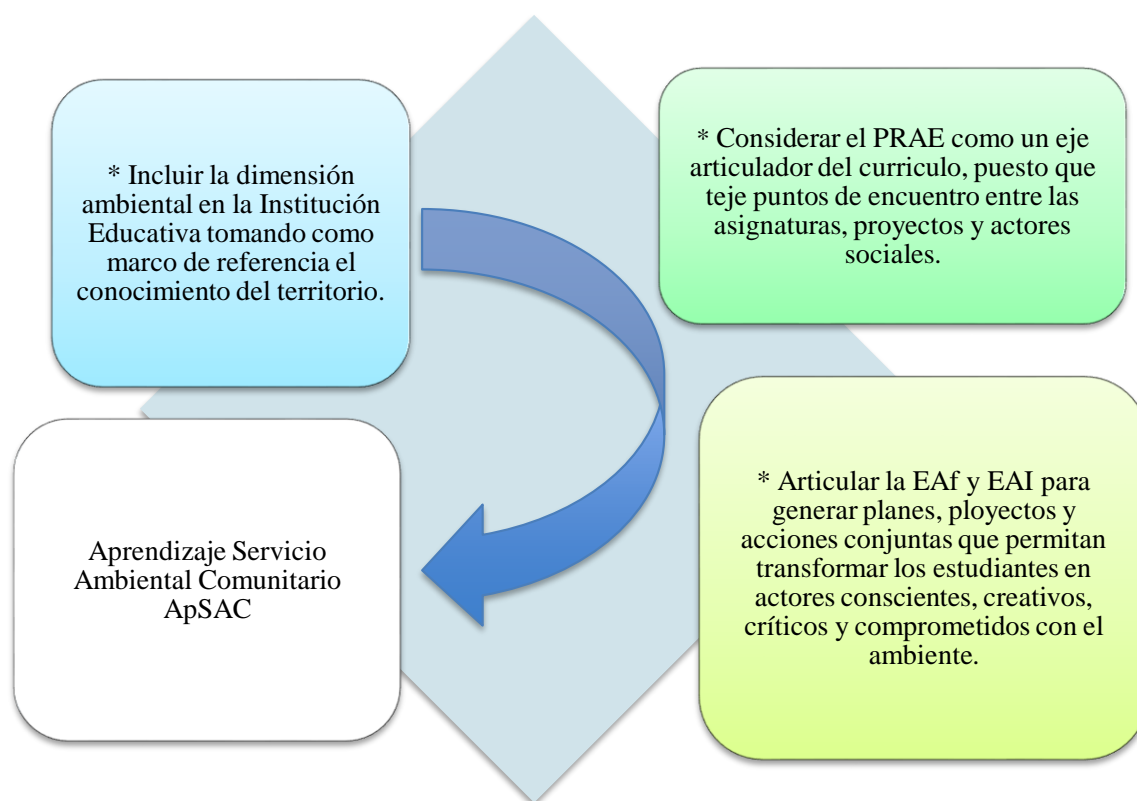 * Incluir la dimensión
ambiental en la Institución
Educativa tomando como
marco de referencia el
conocimiento del territorio.
* Considerar el PRAE como un eje
articulador del curriculo, puesto que
teje puntos de encuentro entre las
asignaturas, proyectos y actores
sociales.
* Articular la EAf y EAI para
generar planes, ployectos y
acciones conjuntas que permitan
transformar los estudiantes en
actores conscientes, creativos,
críticos y comprometidos con el
ambiente.
Aprendizaje Servicio
Ambiental Comunitario
ApSAC